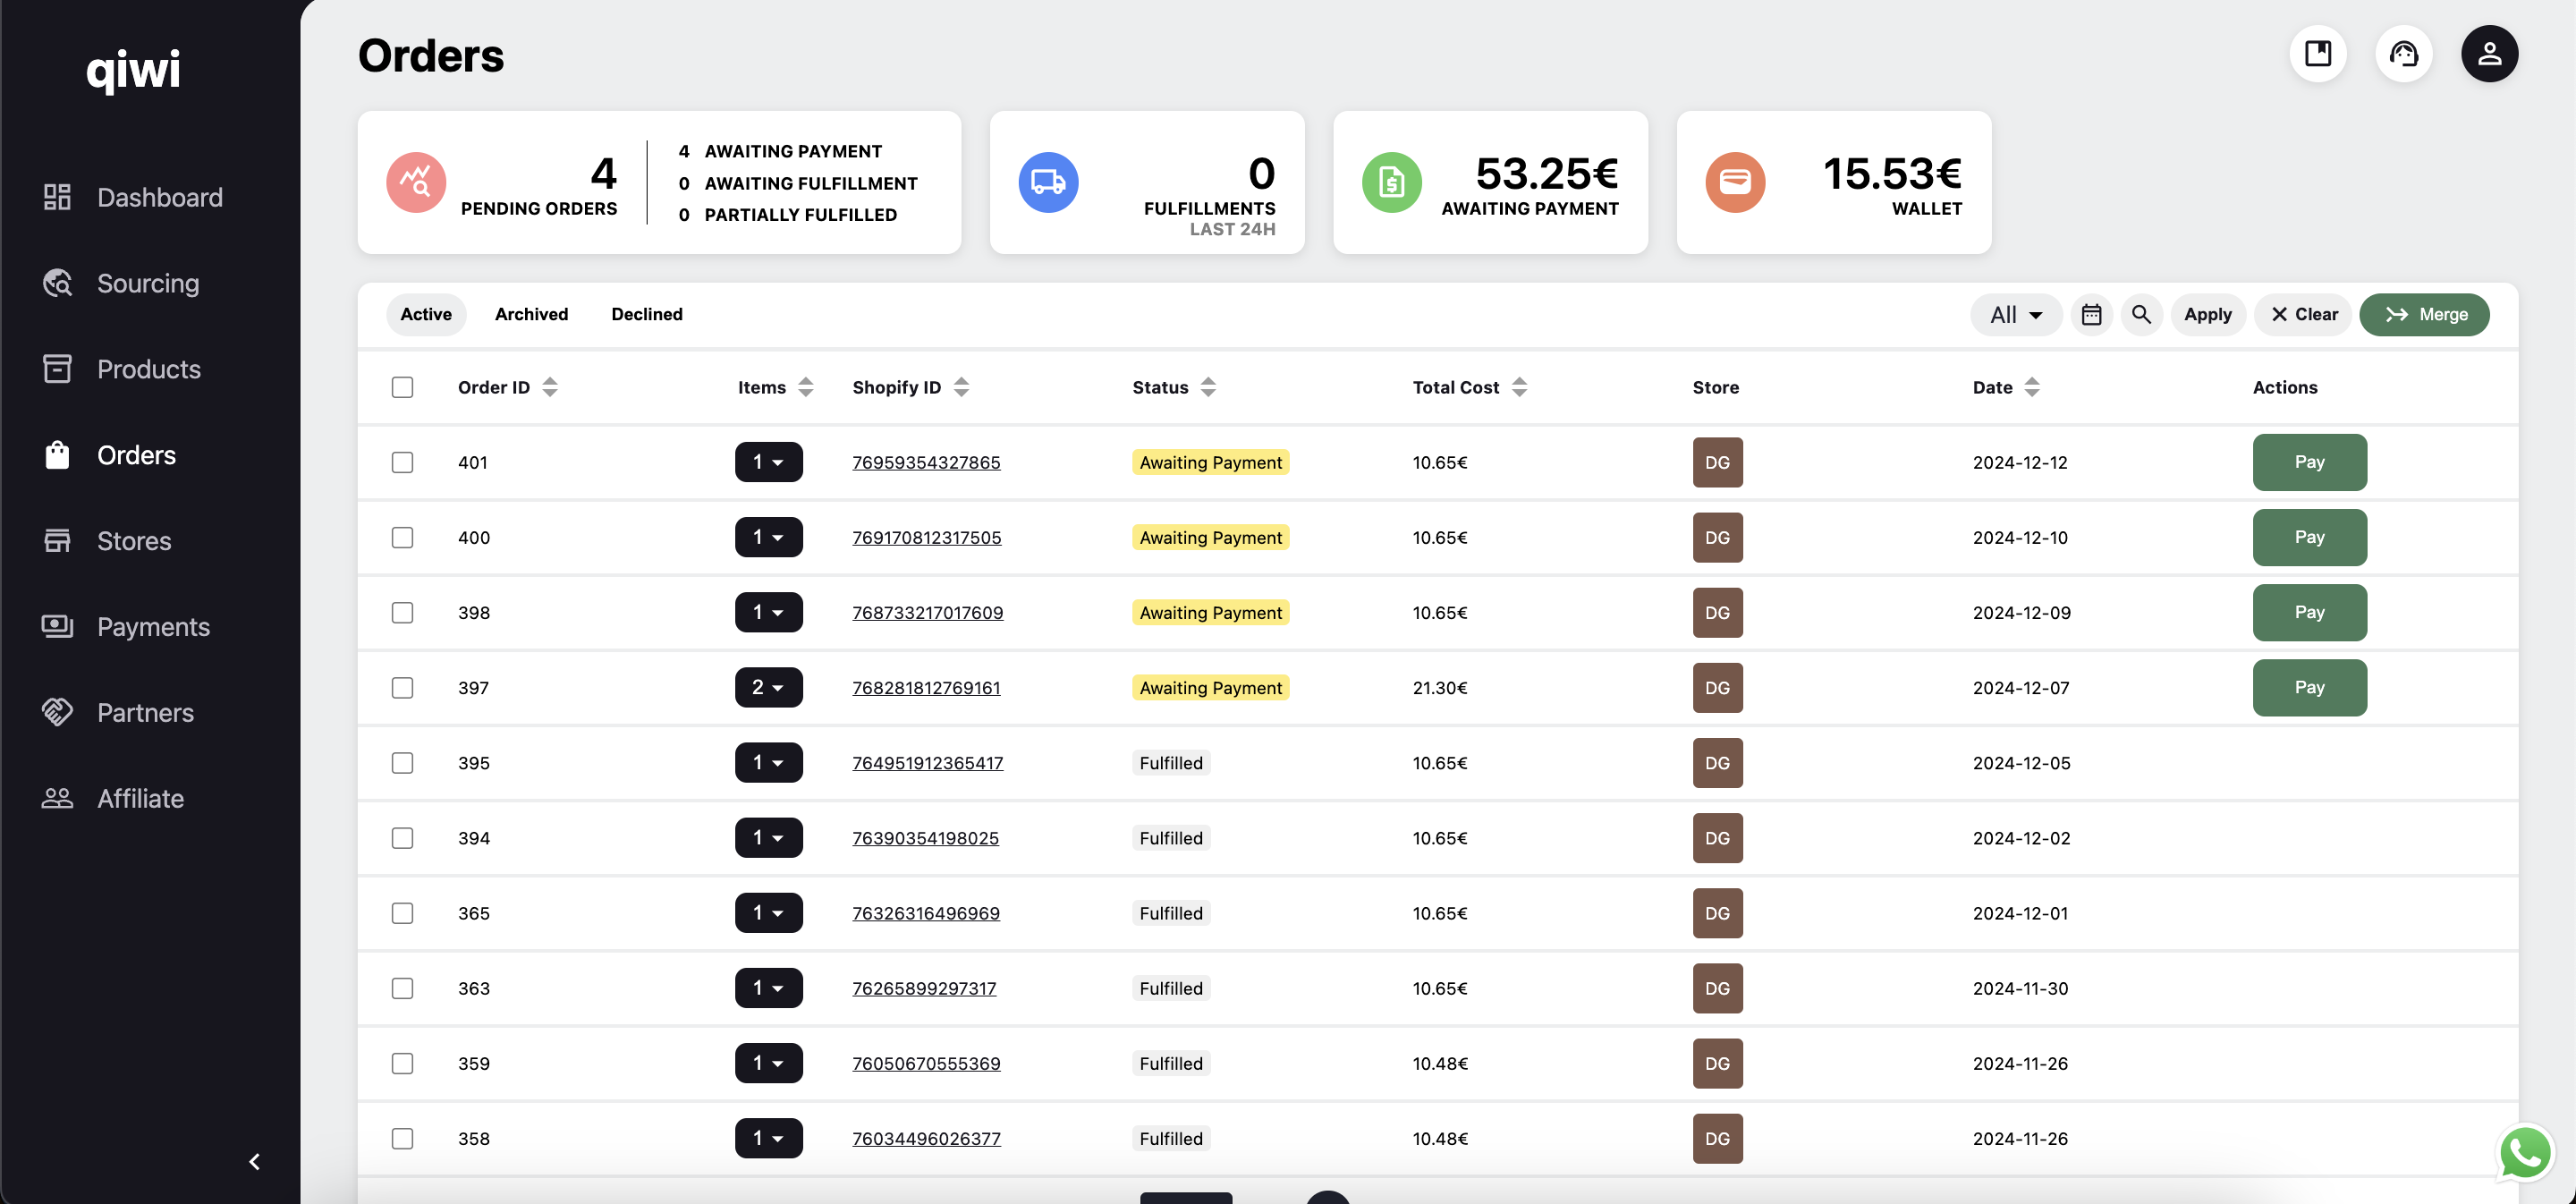 qiwi
Dashboard
Sourcing
Products
Orders
Stores
Payments
Partners
Affiliate
Orders
4
PENDING ORDERS
4 AWAITING PAYMENT
0 AWAITING FULFILLMENT
0 PARTIALLY FULFILLED
0
FULFILLMENTS
LAST 24H
53.25€
AWAITING PAYMENT
15.53€
WALLET
Active Archived Declined All Apply Clear Merge
Order ID Items Shopify ID Status Total Cost Store Date Actions
401 1 76959354327865 Awaiting Payment 10.65€ DG 2024-12-12 Pay
400 1 769170812317505 Awaiting Payment 10.65€ DG 2024-12-10 Pay
398 1 768733217017609 Awaiting Payment 10.65€ DG 2024-12-09 Pay
397 2 768281812769161 Awaiting Payment 21.30€ DG 2024-12-07 Pay
395 1 764951912365417 Fulfilled 10.65€ DG 2024-12-05
394 1 76390354198025 Fulfilled 10.65€ DG 2024-12-02
365 1 76326316496969 Fulfilled 10.65€ DG 2024-12-01
363 1 76265899297317 Fulfilled 10.65€ DG 2024-11-30
359 1 76050670555369 Fulfilled 10.48€ DG 2024-11-26
358 1 76034496026377 Fulfilled 10.48€ DG 2024-11-26